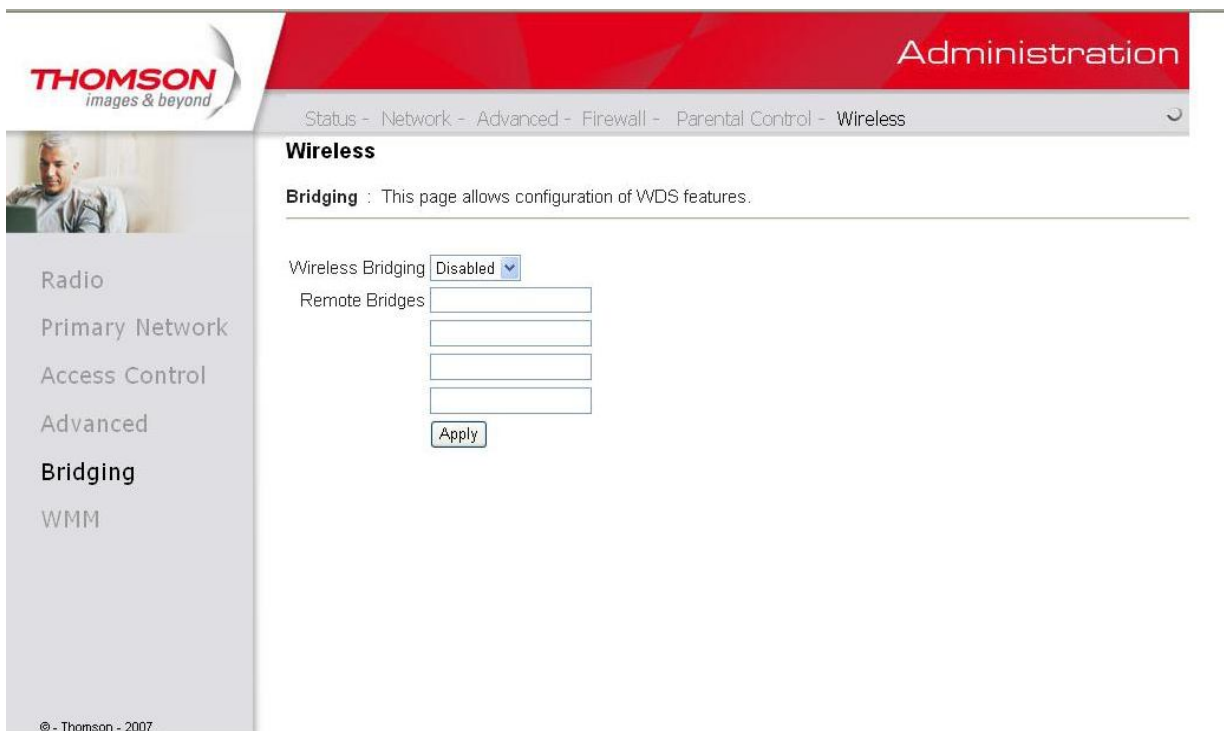 THOMSON
images & beyond
Administration
Status - Network - Advanced - Firewall - Parental Control - Wireless
Wireless
Bridging : This page allows configuration of WDS features.
Radio
Primary Network
Access Control
Advanced
Bridging
WMM
Wireless Bridging Disabled
Remote Bridges
Apply
© - Thomson - 2007